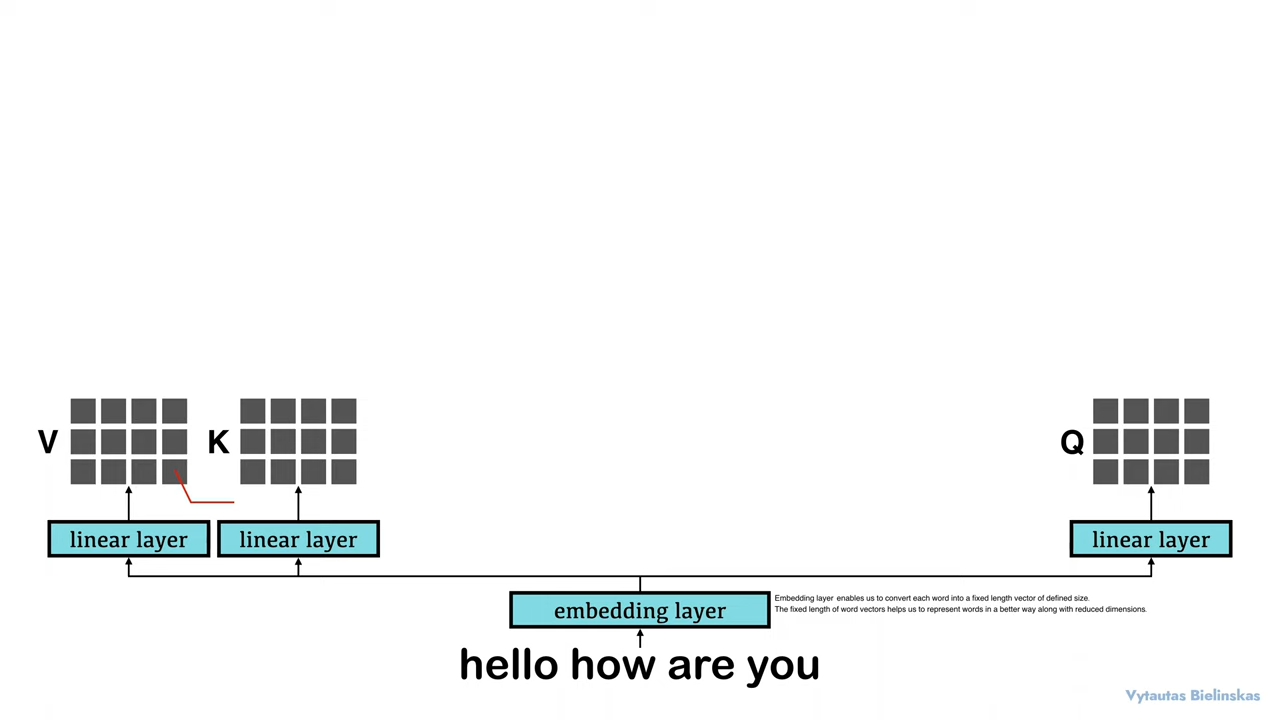 V
K
Q
linear layer
linear layer
linear layer
embedding layer
Embedding layer enables us to convert each word into a fixed length vector of defined size.
The fixed length of word vectors helps us to represent words in a better way along with reduced dimensions.
hello how are you
Vytautas Bielinskas